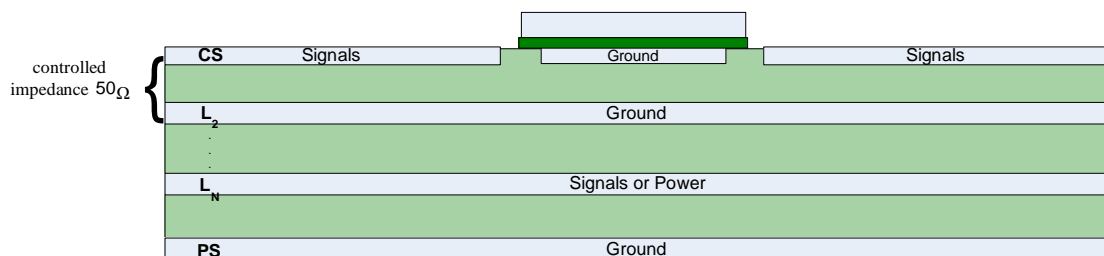 CS Signals Ground Signals
controlled
impedance 50Ω
L2 Ground
.
.
.
LN Signals or Power
PS Ground